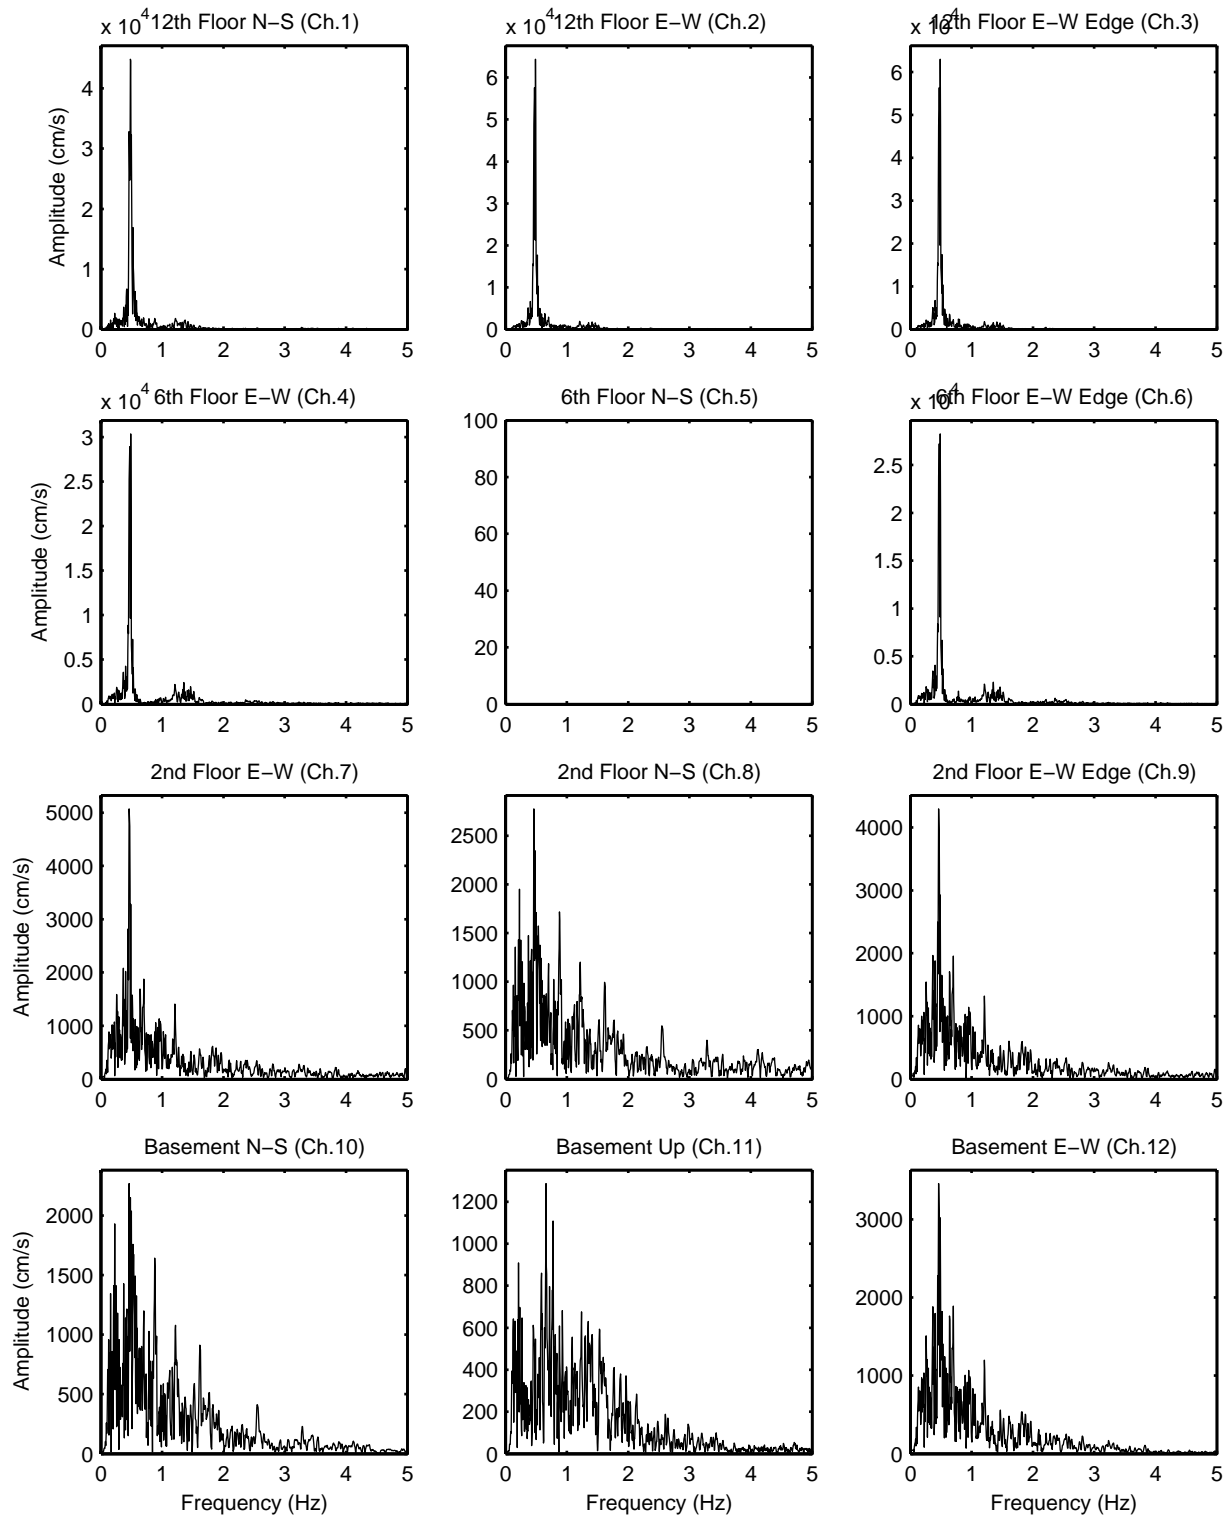 x 10^4 12th Floor N−S (Ch.1)
x 10^4 12th Floor E−W (Ch.2)
x 10^4 12th Floor E−W Edge (Ch.3)
Amplitude (cm/s)
4
3
2
1
0
0 1 2 3 4 5
6
5
4
3
2
1
0
0 1 2 3 4 5
6
5
4
3
2
1
0
0 1 2 3 4 5
x 10^4 6th Floor E−W (Ch.4)
6th Floor N−S (Ch.5)
x 10^4 6th Floor E−W Edge (Ch.6)
Amplitude (cm/s)
3
2.5
2
1.5
1
0.5
0
0 1 2 3 4 5
100
80
60
40
20
0
0 1 2 3 4 5
2.5
2
1.5
1
0.5
0
0 1 2 3 4 5
2nd Floor E−W (Ch.7)
2nd Floor N−S (Ch.8)
2nd Floor E−W Edge (Ch.9)
Amplitude (cm/s)
5000
4000
3000
2000
1000
0
0 1 2 3 4 5
2500
2000
1500
1000
500
0
0 1 2 3 4 5
4000
3000
2000
1000
0
0 1 2 3 4 5
Basement N−S (Ch.10)
Basement Up (Ch.11)
Basement E−W (Ch.12)
Amplitude (cm/s)
2000
1500
1000
500
0
0 1 2 3 4 5
Frequency (Hz)
1200
1000
800
600
400
200
0
0 1 2 3 4 5
Frequency (Hz)
3000
2000
1000
0
0 1 2 3 4 5
Frequency (Hz)